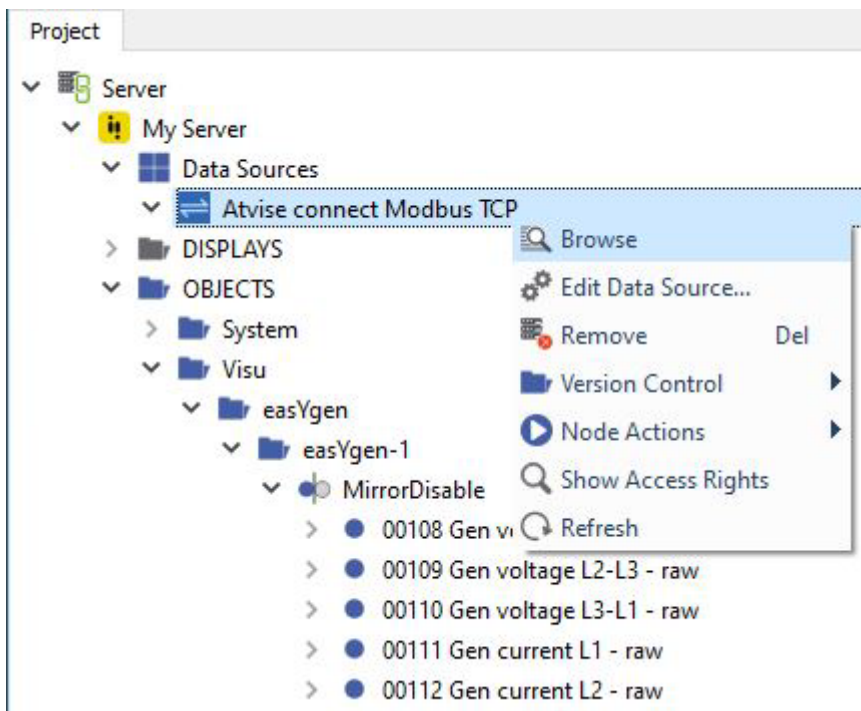 Project
Server
My Server
Data Sources
Atvise connect Modbus TCP
Browse
DISPLAYS
Edit Data Source...
OBJECTS
Remove Del
System
Version Control
Visu
Node Actions
easYgen
Show Access Rights
easYgen-1
Refresh
MirrorDisable
00108 Gen
00109 Gen voltage L2-L3 - raw
00110 Gen voltage L3-L1 - raw
00111 Gen current L1 - raw
00112 Gen current L2 - raw